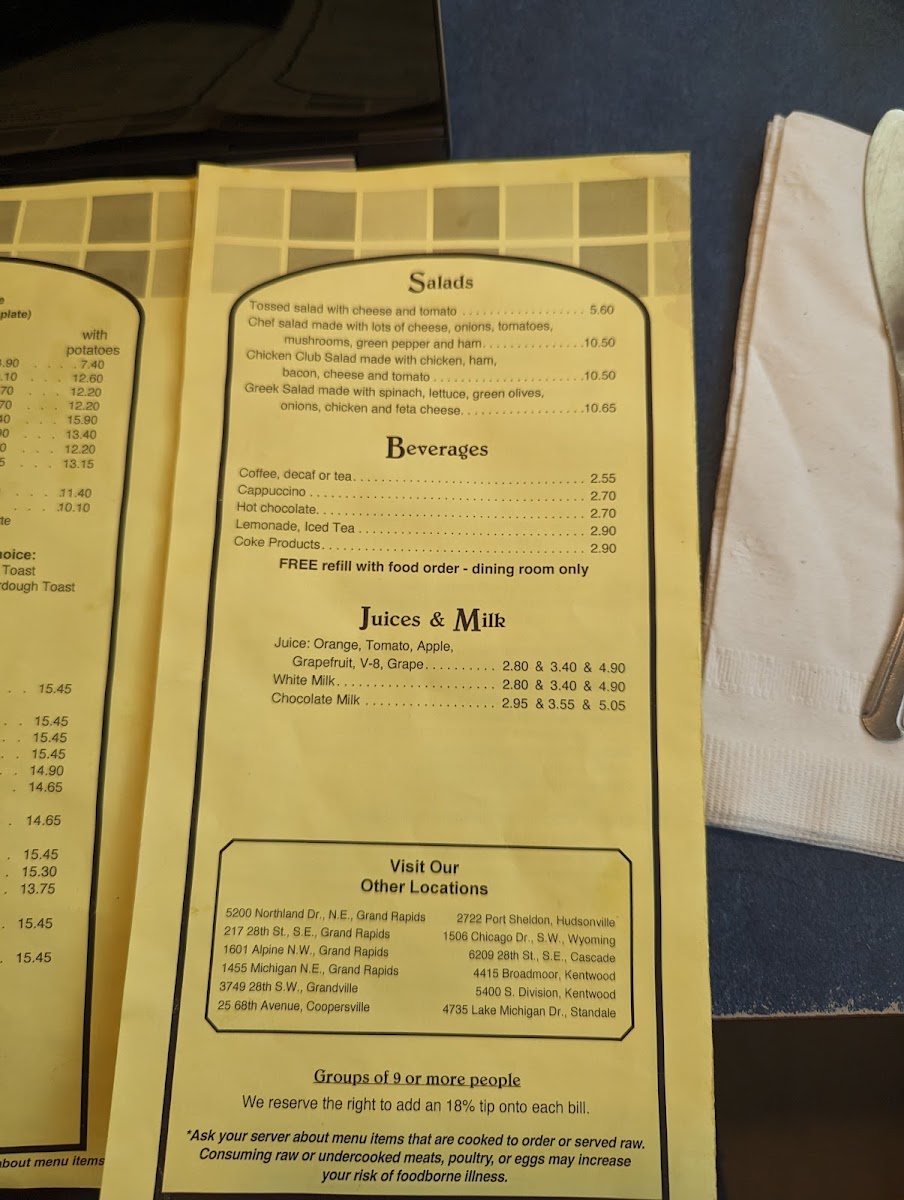 plate)
with
potatoes
.90 . . . . 7.40
.10 . . . 12.60
70 . . . 12.20
70 . . . 12.20
40 . . . 15.90
. . . 13.40
0 . . . 12.20
5 . . . 13.15
. . . . 11.40
. . . 10.10
oice:
Toast
dough Toast
. . 15.45
. . 15.45
. . 15.45
. . 15.45
. . 14.90
. 14.65
. 14.65
. 15.45
. 15.30
. 13.75
. 15.45
. 15.45
bout menu items
Salads
Tossed salad with cheese and tomato . . . . . . . . . . . . . . . . . . 5.60
Chef salad made with lots of cheese, onions, tomatoes,
mushrooms, green pepper and ham. . . . . . . . . . . . . . .10.50
Chicken Club Salad made with chicken, ham,
bacon, cheese and tomato . . . . . . . . . . . . . . . . . . . . . .10.50
Greek Salad made with spinach, lettuce, green olives,
onions, chicken and feta cheese. . . . . . . . . . . . . . . . . .10.65
Beverages
Coffee, decaf or tea. . . . . . . . . . . . . . . . . . . . . . . . . . . . . . . . . 2.55
Cappuccino . . . . . . . . . . . . . . . . . . . . . . . . . . . . . . . . . . . . . . . 2.70
Hot chocolate. . . . . . . . . . . . . . . . . . . . . . . . . . . . . . . . . . . . . . 2.70
Lemonade, Iced Tea . . . . . . . . . . . . . . . . . . . . . . . . . . . . . . . . 2.90
Coke Products. . . . . . . . . . . . . . . . . . . . . . . . . . . . . . . . . . . . . 2.90
FREE refill with food order - dining room only
Juices & Milk
Juice: Orange, Tomato, Apple,
Grapefruit, V-8, Grape. . . . . . . . . . 2.80 & 3.40 & 4.90
White Milk. . . . . . . . . . . . . . . . . . . . . . 2.80 & 3.40 & 4.90
Chocolate Milk . . . . . . . . . . . . . . . . . . 2.95 & 3.55 & 5.05
Visit Our
Other Locations
5200 Northland Dr., N.E., Grand Rapids 2722 Port Sheldon, Hudsonville
217 28th St., S.E., Grand Rapids 1506 Chicago Dr., S.W., Wyoming
1601 Alpine N.W., Grand Rapids 6209 28th St., S.E., Cascade
1455 Michigan N.E., Grand Rapids 4415 Broadmoor, Kentwood
3749 28th S.W., Grandville 5400 S. Division, Kentwood
25 68th Avenue, Coopersville 4735 Lake Michigan Dr., Standale
Groups of 9 or more people
We reserve the right to add an 18% tip onto each bill.
*Ask your server about menu items that are cooked to order or served raw.
Consuming raw or undercooked meats, poultry, or eggs may increase
your risk of foodborne illness.